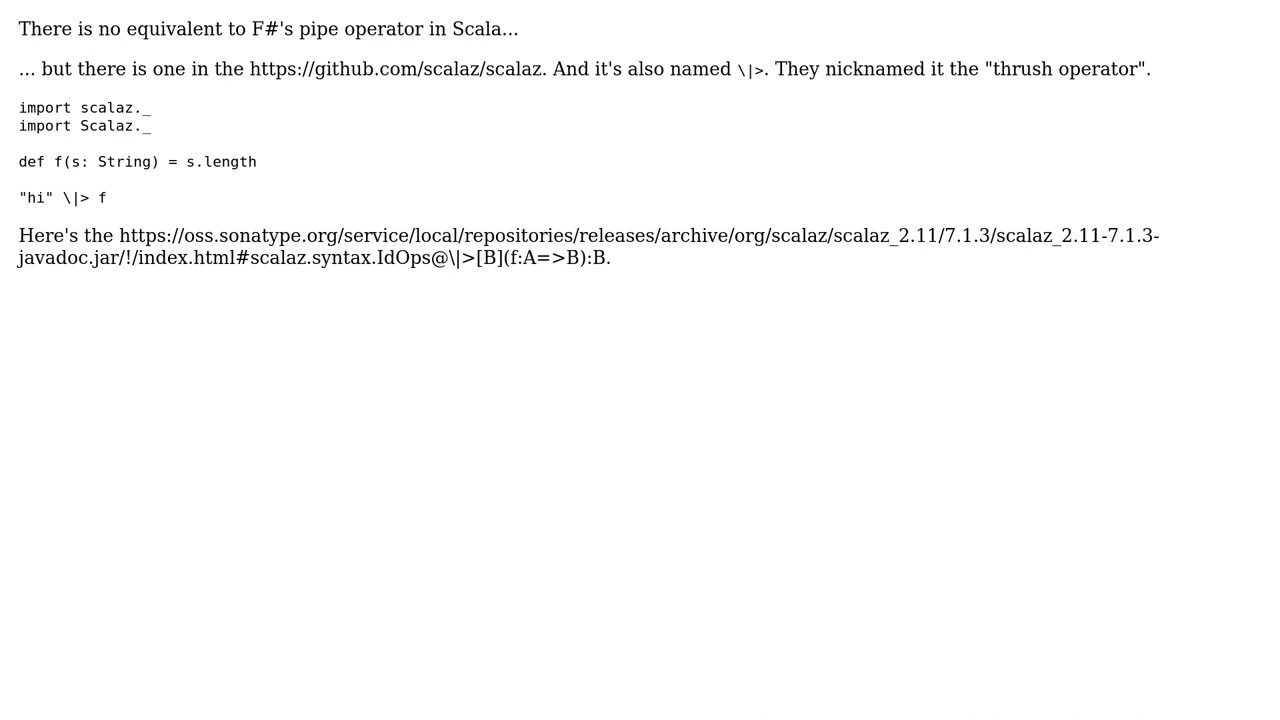 There is no equivalent to F#'s pipe operator in Scala...
... but there is one in the https://github.com/scalaz/scalaz. And it's also named \|>. They nicknamed it the "thrush operator".
import scalaz._
import Scalaz._
def f(s: String) = s.length
"hi" \|> f
Here's the https://oss.sonatype.org/service/local/repositories/releases/archive/org/scalaz/scalaz_2.11/7.1.3/scalaz_2.11-7.1.3-
javadoc.jar/!/index.html#scalaz.syntax.IdOps@\|>[B](f:A=>B):B.